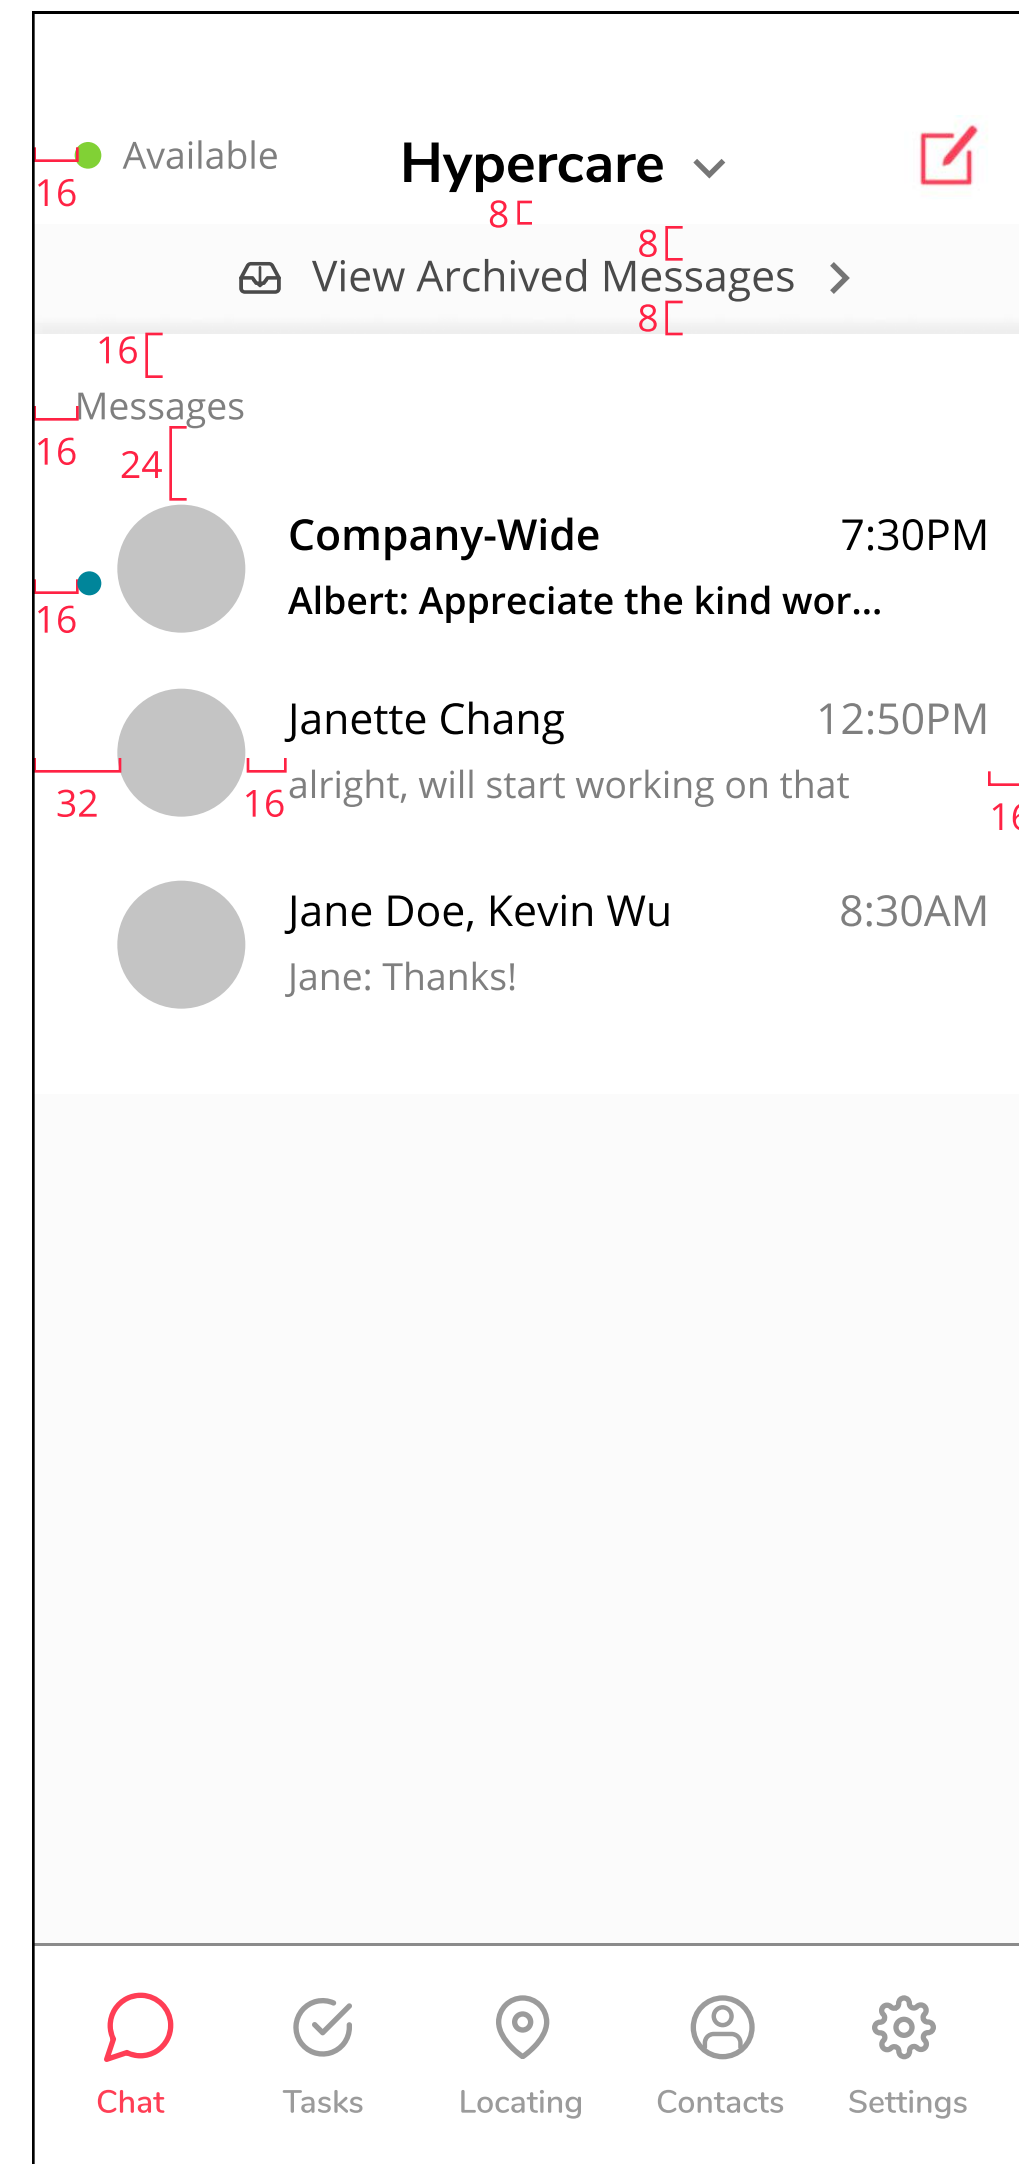 Available
Hypercare
16
8
8
View Archived Messages
8
16
Messages
16
24
Company-Wide 7:30PM
Albert: Appreciate the kind wor...
16
Janette Chang 12:50PM
alright, will start working on that
32
16
16
Jane Doe, Kevin Wu 8:30AM
Jane: Thanks!
Chat Tasks Locating Contacts Settings